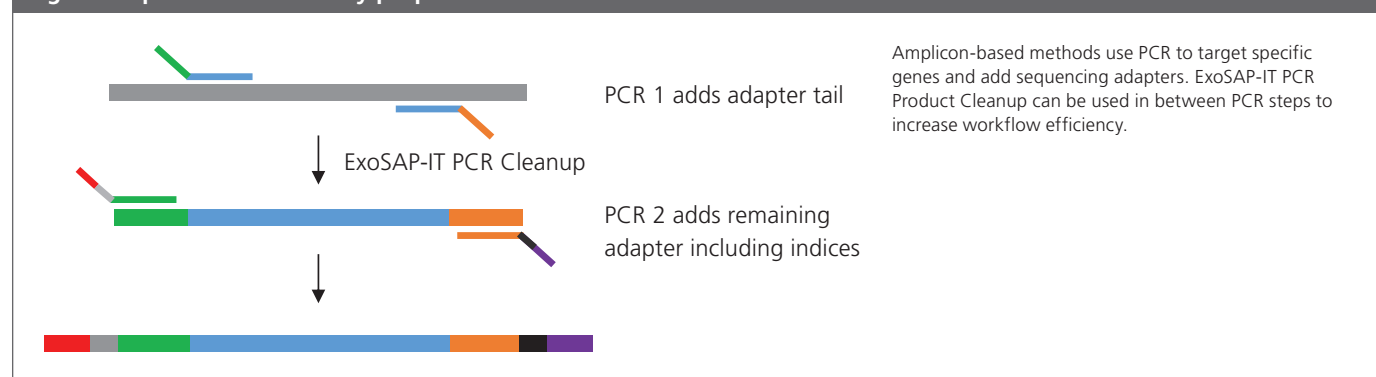 PCR 1 adds adapter tail
Amplicon-based methods use PCR to target specific
genes and add sequencing adapters. ExoSAP-IT PCR
Product Cleanup can be used in between PCR steps to
increase workflow efficiency.
ExoSAP-IT PCR Cleanup
PCR 2 adds remaining
adapter including indices